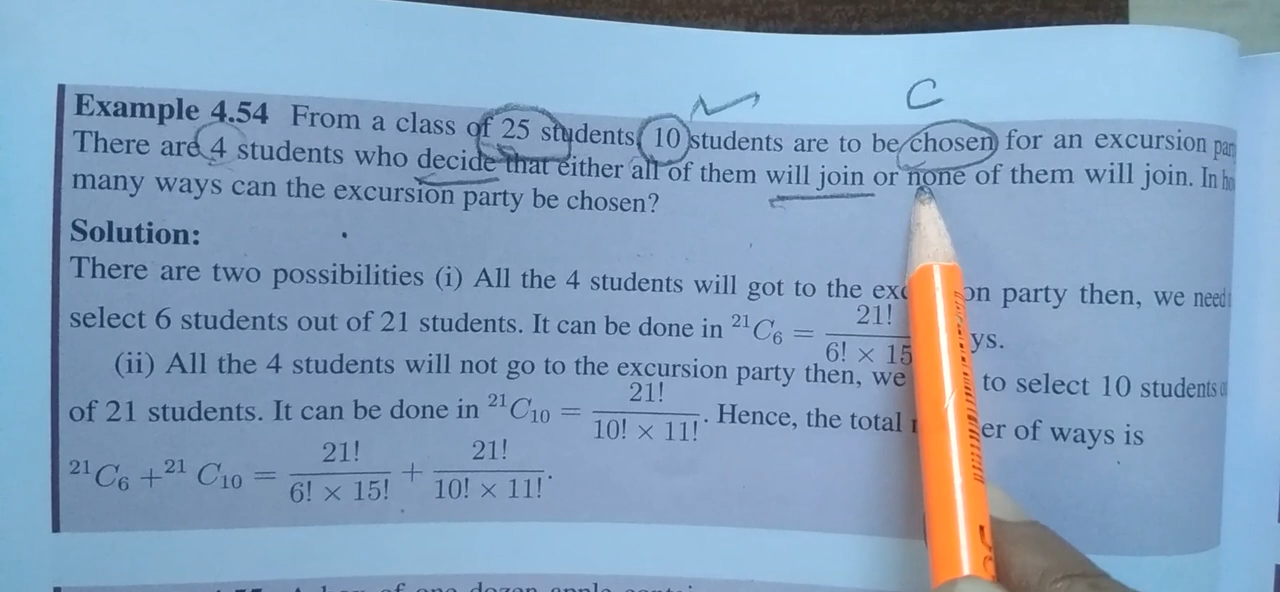 C
Example 4.54 From a class of 25 students, 10 students are to be chosen for an excursion
There are 4 students who decide that either all of them will join or none of them will join. In
many ways can the excursion party be chosen?
Solution:
There are two possibilities (i) All the 4 students will got to the party then, we need
select 6 students out of 21 students. It can be done in ²¹C₆ = 21! / 6! × 15
(ii) All the 4 students will not go to the excursion party then, we to select 10 students
of 21 students. It can be done in ²¹C₁₀ = 21! / 10! × 11! . Hence, the total of ways is
²¹C₆ +²¹ C₁₀ = 21! / 6! × 15! + 21! / 10! × 11! .